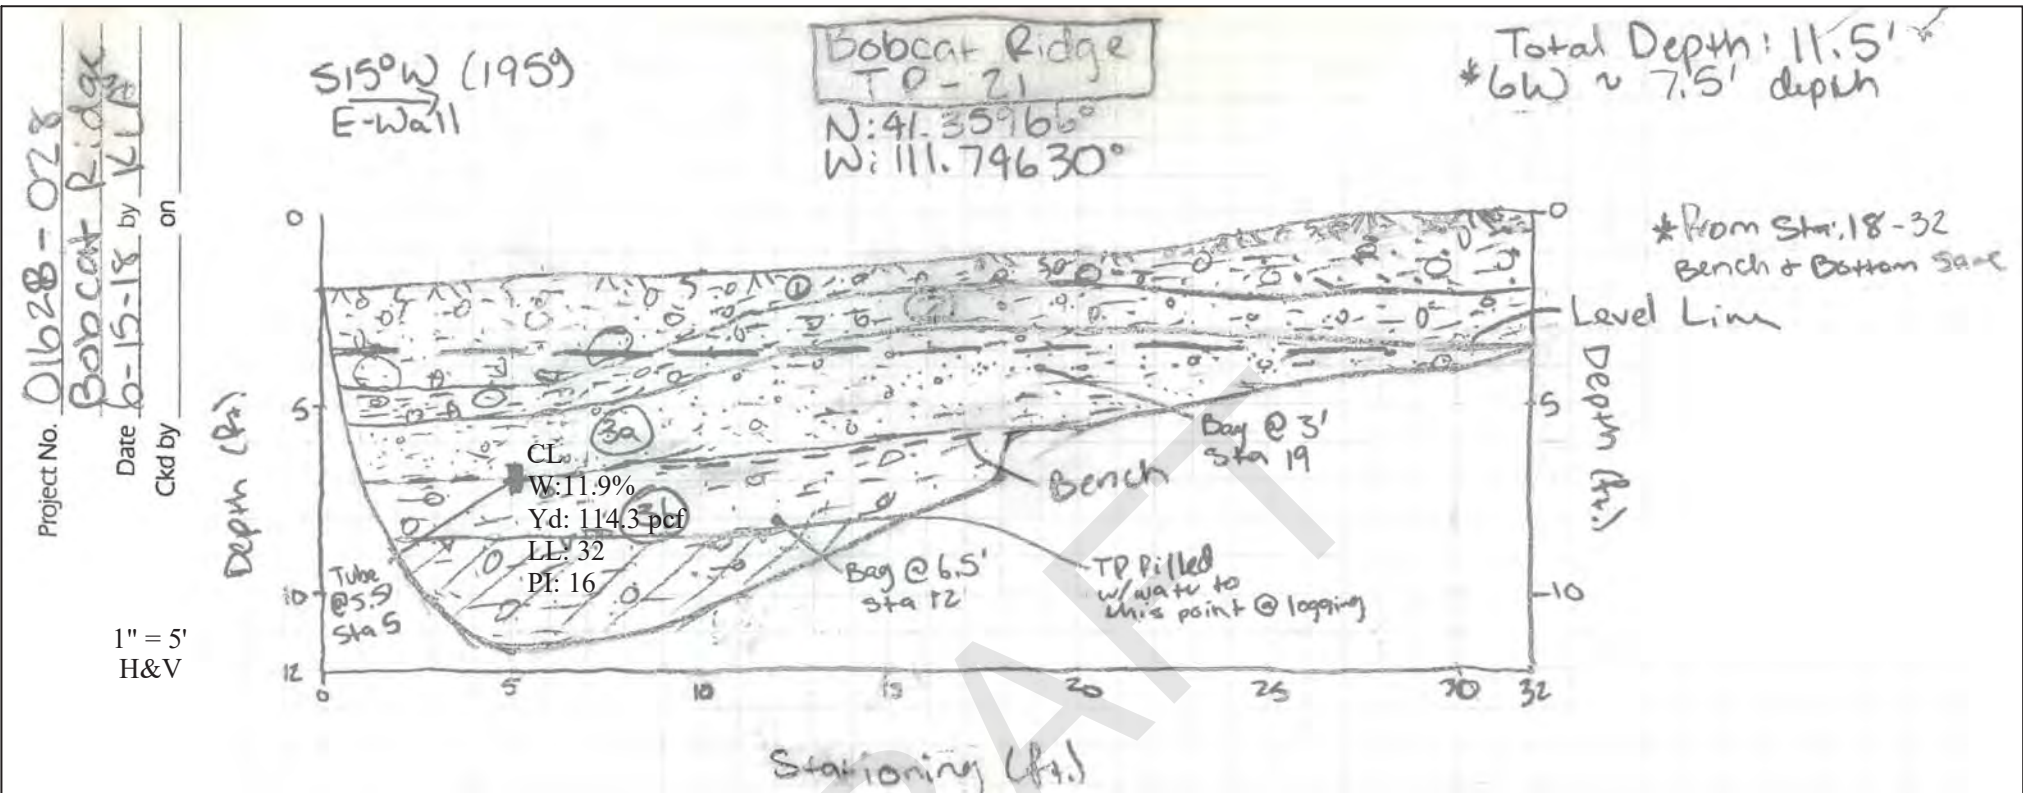 Project No. 01628-028
Bobcat Ridge
Date 6-15-18 by KLA
Ckd by on
S15°W (195°)
E-Wall
Bobcat Ridge
TP-21
N: 41.35966°
W: 111.79630°
Total Depth: 11.5'
*GW ~ 7.5' depth
*From Sta. 18-32
Bench & Bottom Same
Level Line
0
5
10
12
Depth (ft.)
0
5
10
Depth (ft.)
1
2
3a
3b
CL
W:11.9%
Yd: 114.3 pcf
LL: 32
PI: 16
Bag @ 3'
Sta 19
Bench
Tube
@5.5'
Sta 5
Bag @ 6.5'
Sta 12
TP filled
w/water to
this point @ logging
1" = 5'
H&V
0 5 10 15 20 25 30 32
Stationing (ft.)
DRAFT